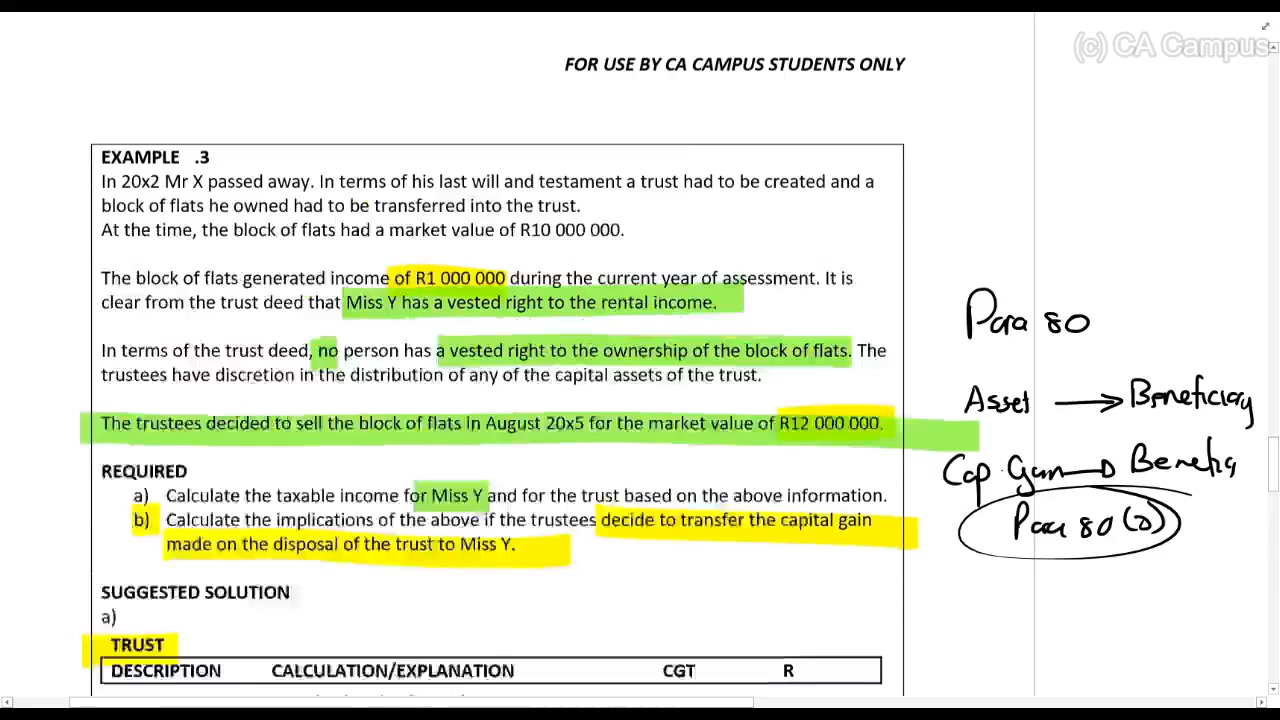 (c) CA Campus
FOR USE BY CA CAMPUS STUDENTS ONLY
EXAMPLE .3
In 20x2 Mr X passed away. In terms of his last will and testament a trust had to be created and a
block of flats he owned had to be transferred into the trust.
At the time, the block of flats had a market value of R10 000 000.
The block of flats generated income of R1 000 000 during the current year of assessment. It is
clear from the trust deed that Miss Y has a vested right to the rental income.
In terms of the trust deed, no person has a vested right to the ownership of the block of flats. The
trustees have discretion in the distribution of any of the capital assets of the trust.
The trustees decided to sell the block of flats in August 20x5 for the market value of R12 000 000.
REQUIRED
a) Calculate the taxable income for Miss Y and for the trust based on the above information.
b) Calculate the implications of the above if the trustees decide to transfer the capital gain
made on the disposal of the trust to Miss Y.
SUGGESTED SOLUTION
a)
TRUST
DESCRIPTION CALCULATION/EXPLANATION CGT R
Para 80
Asset → Beneficiary
Cap Gain →
Para 80